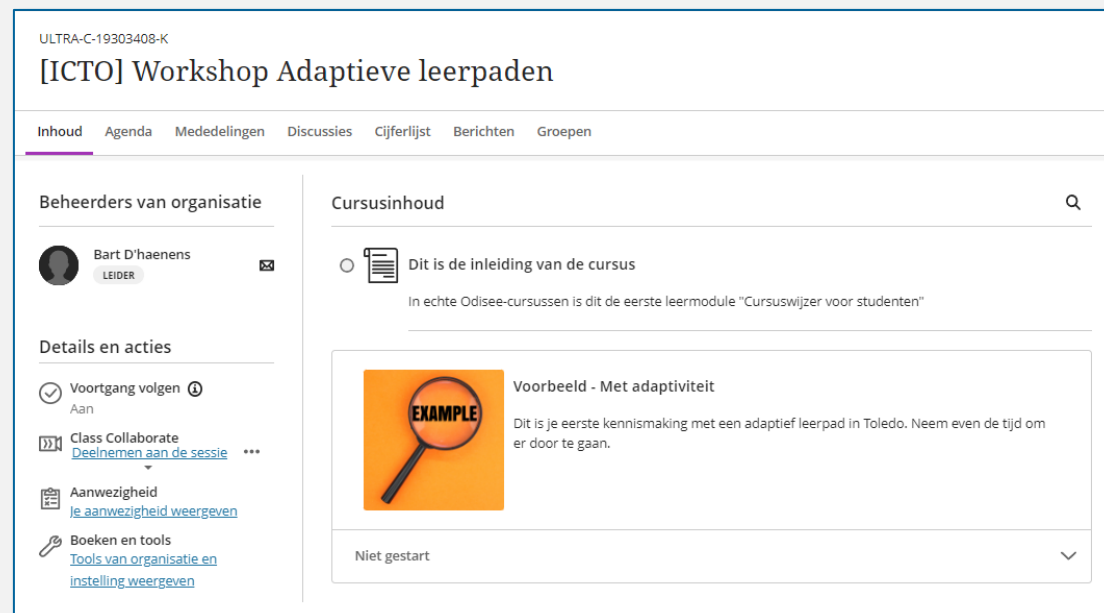 ULTRA-C-19303408-K
[ICTO] Workshop Adaptieve leerpaden
Inhoud Agenda Mededelingen Discussies Cijferlijst Berichten Groepen
Beheerders van organisatie
Bart D'haenens
LEIDER
Details en acties
Voortgang volgen
Aan
Class Collaborate
Deelnemen aan de sessie
Aanwezigheid
Je aanwezigheid weergeven
Boeken en tools
Tools van organisatie en
instelling weergeven
Cursusinhoud
Dit is de inleiding van de cursus
In echte Odisee-cursussen is dit de eerste leermodule "Cursuswijzer voor studenten"
EXAMPLE
Voorbeeld - Met adaptiviteit
Dit is je eerste kennismaking met een adaptief leerpad in Toledo. Neem even de tijd om
er door te gaan.
Niet gestart